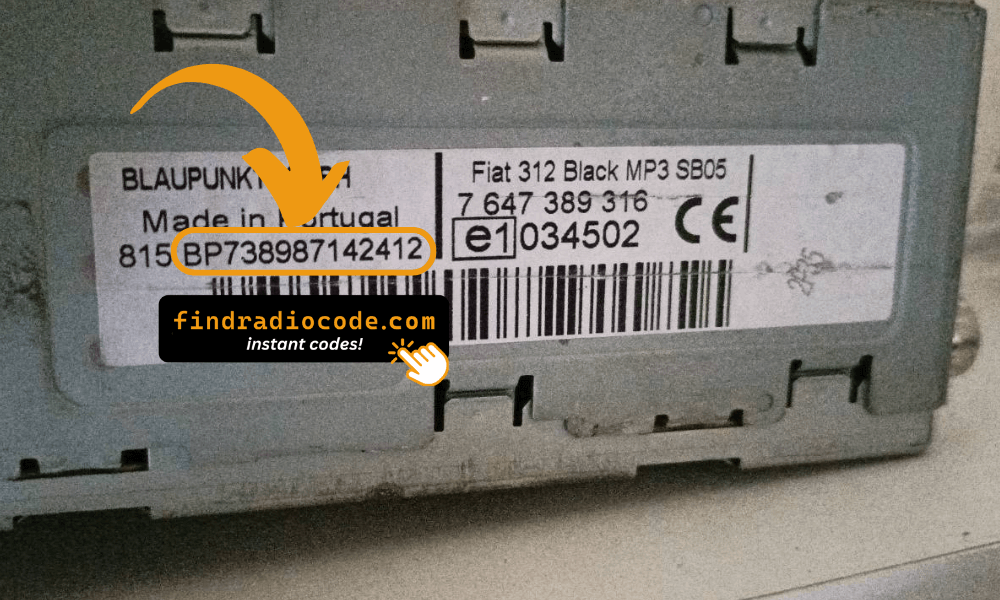 BLAUPUNKT
Made in Portugal
815 BP738987142412
Fiat 312 Black MP3 SB05
7 647 389 316
e1 034502
CE
findradiocode.com
instant codes!